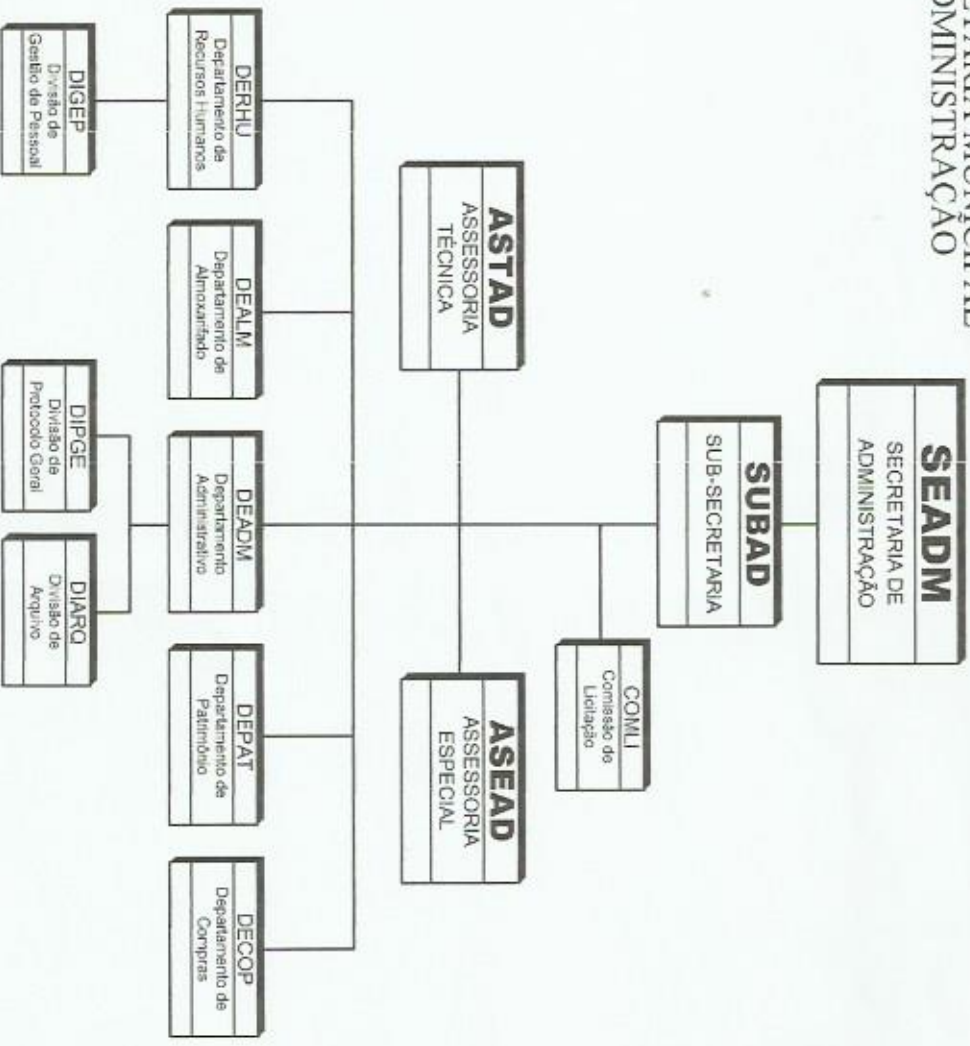 ADMINISTRAÇÃO
SEADM
SECRETARIA DE
ADMINISTRAÇÃO
SUBAD
SUB-SECRETARIA
COMLI
Comissão de
Licitação
ASTAD
ASSESSORIA
TÉCNICA
ASEAD
ASSESSORIA
ESPECIAL
DERHU
Departamento de
Recursos Humanos
DEALM
Departamento de
Almoxarifado
DEADM
Departamento
Administrativo
DEPAT
Departamento de
Patrimônio
DECOP
Departamento de
Compras
DIGEP
Divisão de
Gestão de Pessoal
DIPGE
Divisão de
Protocolo Geral
DIARQ
Divisão de
Arquivo